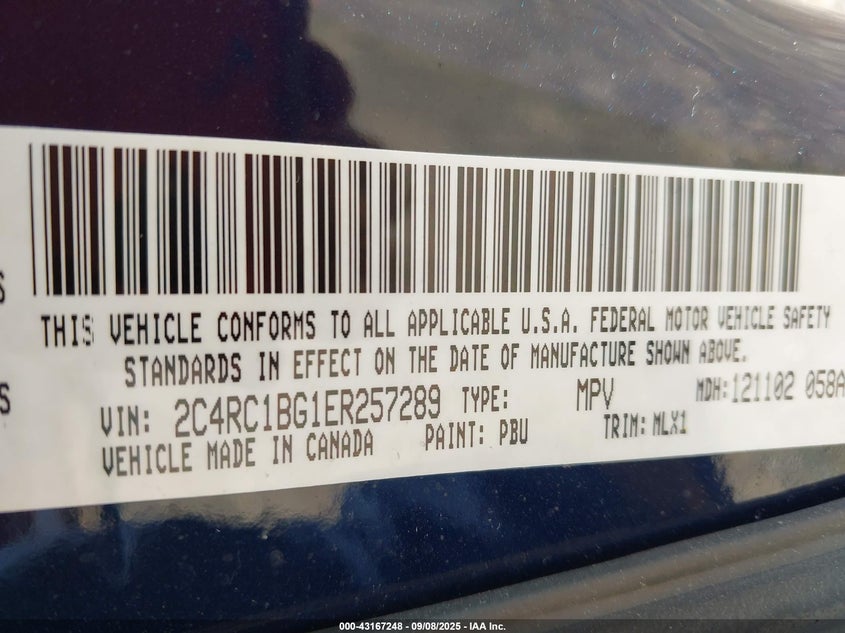 THIS VEHICLE CONFORMS TO ALL APPLICABLE U.S.A. FEDERAL MOTOR VEHICLE SAFETY
STANDARDS IN EFFECT ON THE DATE OF MANUFACTURE SHOWN ABOVE.
VIN: 2C4RC1BG1ER257289 TYPE: MPV MDH: 121102 058A
VEHICLE MADE IN CANADA PAINT: PBU TRIM: MLX1
S
S
000-43167248 - 09/08/2025 - IAA Inc.